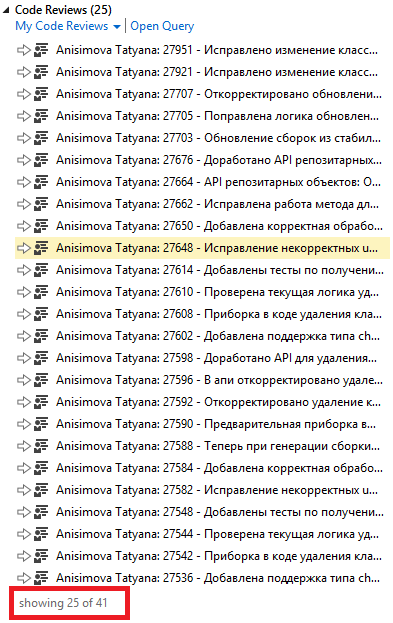 Code Reviews (25)
My Code Reviews Open Query
Anisimova Tatyana: 27951 - Исправлено изменение класс...
Anisimova Tatyana: 27921 - Исправлено изменение класс...
Anisimova Tatyana: 27707 - Откорректировано обновлени...
Anisimova Tatyana: 27705 - Поправлена логика обновлен...
Anisimova Tatyana: 27703 - Обновление сборок из стабил...
Anisimova Tatyana: 27676 - Доработано API репозитарных...
Anisimova Tatyana: 27664 - API репозитарных объектов: О...
Anisimova Tatyana: 27662 - Исправлена работа метода дл...
Anisimova Tatyana: 27650 - Добавлена корректная обрабо...
Anisimova Tatyana: 27648 - Исправление некорректных u...
Anisimova Tatyana: 27614 - Добавлены тесты по получени...
Anisimova Tatyana: 27610 - Проверена текущая логика уд...
Anisimova Tatyana: 27608 - Приборка в коде удаления кла...
Anisimova Tatyana: 27602 - Добавлена поддержка типа ch...
Anisimova Tatyana: 27598 - Доработано API для удаления...
Anisimova Tatyana: 27596 - В апи откорректировано удале...
Anisimova Tatyana: 27592 - Откорректировано удаление к...
Anisimova Tatyana: 27590 - Предварительная приборка в...
Anisimova Tatyana: 27588 - Теперь при генерации сборки...
Anisimova Tatyana: 27584 - Добавлена корректная обрабо...
Anisimova Tatyana: 27582 - Исправление некорректных u...
Anisimova Tatyana: 27548 - Добавлены тесты по получени...
Anisimova Tatyana: 27544 - Проверена текущая логика уд...
Anisimova Tatyana: 27542 - Приборка в коде удаления кла...
Anisimova Tatyana: 27536 - Добавлена поддержка типа ch...
showing 25 of 41